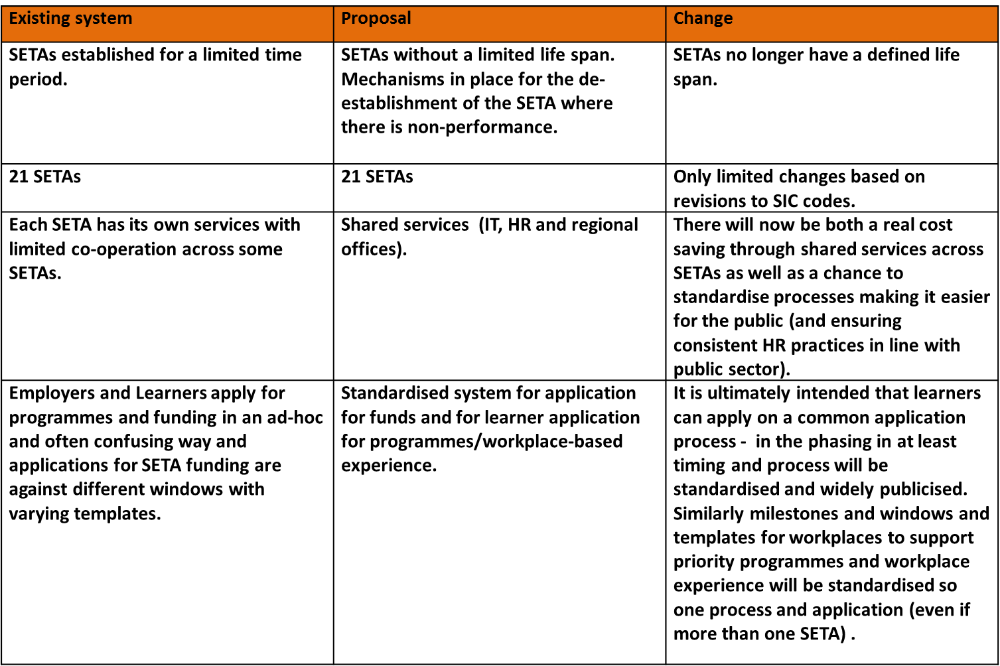 Existing system
Proposal
Change
SETAs established for a limited time
period.
SETAs without a limited life span.
Mechanisms in place for the de-
establishment of the SETA where
there is non-performance.
SETAs no longer have a defined life
span.
21 SETAs
21 SETAs
Only limited changes based on
revisions to SIC codes.
Each SETA has its own services with
limited co-operation across some
SETAs.
Shared services  (IT, HR and regional
offices).
There will now be both a real cost
saving through shared services across
SETAs as well as a chance to
standardise processes making it easier
for the public (and ensuring
consistent HR practices in line with
public sector).
Employers and Learners apply for
programmes and funding in an ad-hoc
and often confusing way and
applications for SETA funding are
against different windows with
varying templates.
Standardised system for application
for funds and for learner application
for programmes/workplace-based
experience.
It is ultimately intended that learners
can apply on a common application
process -  in the phasing in at least
timing and process will be
standardised and widely publicised.
Similarly milestones and windows and
templates for workplaces to support
priority programmes and workplace
experience will be standardised so
one process and application (even if
more than one SETA) .